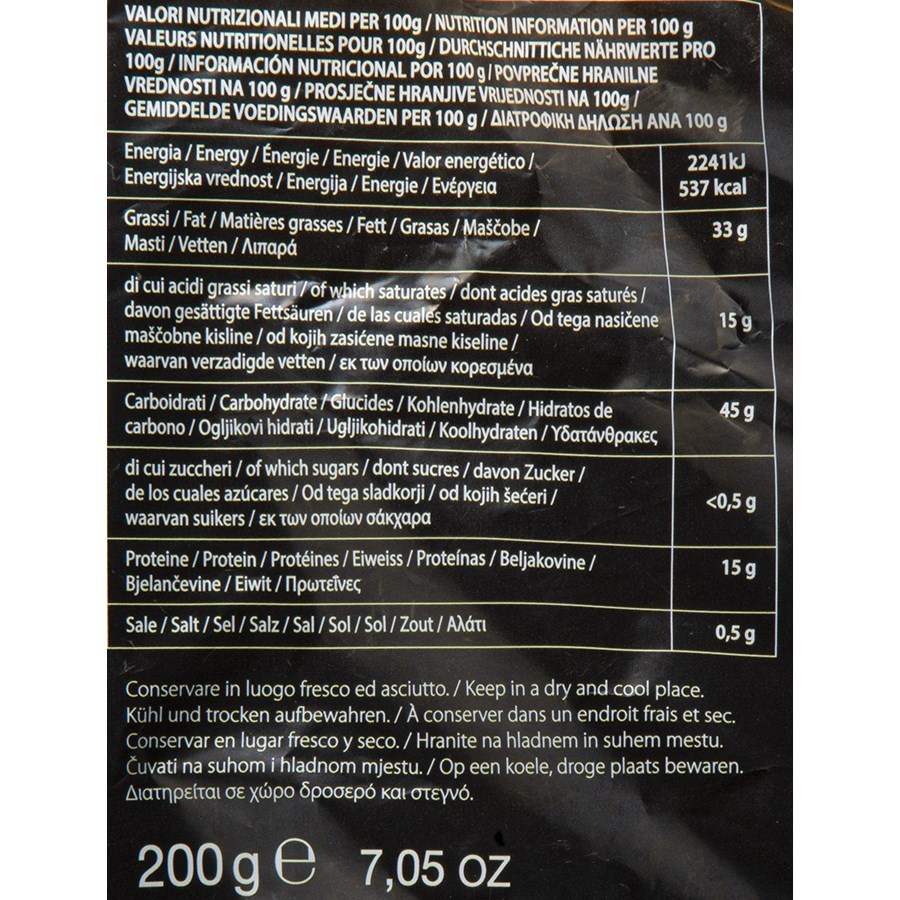 VALORI NUTRIZIONALI MEDI PER 100g / NUTRITION INFORMATION PER 100 g
VALEURS NUTRITIONELLES POUR 100g / DURCHSCHNITTICHE NÄHRWERTE PRO
100g / INFORMACIÓN NUTRICIONAL POR 100 g / POVPREČNE HRANILNE
VREDNOSTI NA 100 g / PROSJEČNE HRANJIVE VRIJEDNOSTI NA 100g /
GEMIDDELDE VOEDINGSWAARDEN PER 100 g / ΔΙΑΤΡΟΦΙΚΗ ΔΗΛΩΣΗ ΑΝΑ 100 g
Energia / Energy / Énergie / Energie / Valor energético /
Energijska vrednost / Energija / Energie / Ενέργεια
2241kJ
537 kcal
Grassi / Fat / Matières grasses / Fett / Grasas / Maščobe /
Masti / Vetten / Λιπαρά
33 g
di cui acidi grassi saturi / of which saturates / dont acides gras saturés /
davon gesättigte Fettsäuren / de las cuales saturadas / Od tega nasičene
maščobne kisline / od kojih zasićene masne kiseline /
waarvan verzadigde vetten / εκ των οποίων κορεσμένα
15 g
Carboidrati / Carbohydrate / Glucides / Kohlenhydrate / Hidratos de
carbono / Ogljikovi hidrati / Ugljikohidrati / Koolhydraten / Υδατάνθρακες
45 g
di cui zuccheri / of which sugars / dont sucres / davon Zucker /
de los cuales azúcares / Od tega sladkorji / od kojih šećeri /
waarvan suikers / εκ των οποίων σάκχαρα
<0,5 g
Proteine / Protein / Protéines / Eiweiss / Proteínas / Beljakovine /
Bjelančevine / Eiwit / Πρωτεΐνες
15 g
Sale / Salt / Sel / Salz / Sal / Sol / Sol / Zout / Αλάτι
0,5 g
Conservare in luogo fresco ed asciutto. / Keep in a dry and cool place.
Kühl und trocken aufbewahren. / À conserver dans un endroit frais et sec.
Conservar en lugar fresco y seco. / Hranite na hladnem in suhem mestu.
Čuvati na suhom i hladnom mjestu. / Op een koele, droge plaats bewaren.
Διατηρείται σε χώρο δροσερό και στεγνό.
200 g ℮ 7,05 OZ